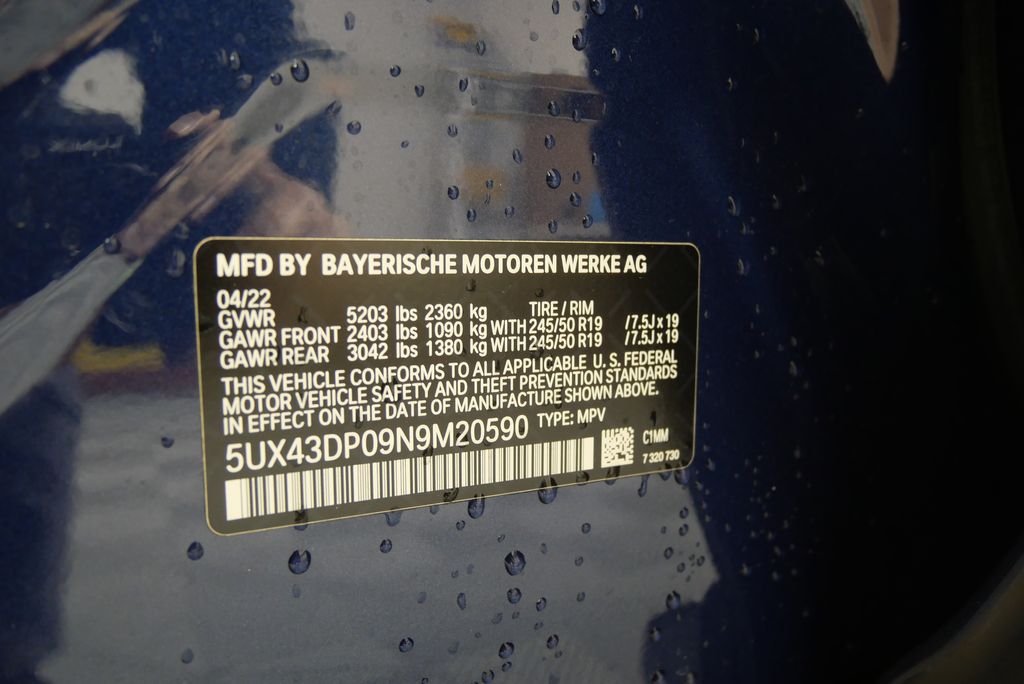 MFD BY BAYERISCHE MOTOREN WERKE AG
04/22
GVWR 5203 lbs 2360 kg TIRE / RIM
GAWR FRONT 2403 lbs 1090 kg WITH 245/50 R19 /7.5J x 19
GAWR REAR 3042 lbs 1380 kg WITH 245/50 R19 /7.5J x 19
THIS VEHICLE CONFORMS TO ALL APPLICABLE U. S. FEDERAL
MOTOR VEHICLE SAFETY AND THEFT PREVENTION STANDARDS
IN EFFECT ON THE DATE OF MANUFACTURE SHOWN ABOVE.
5UX43DP09N9M20590 TYPE: MPV
C1MM
7 320 730